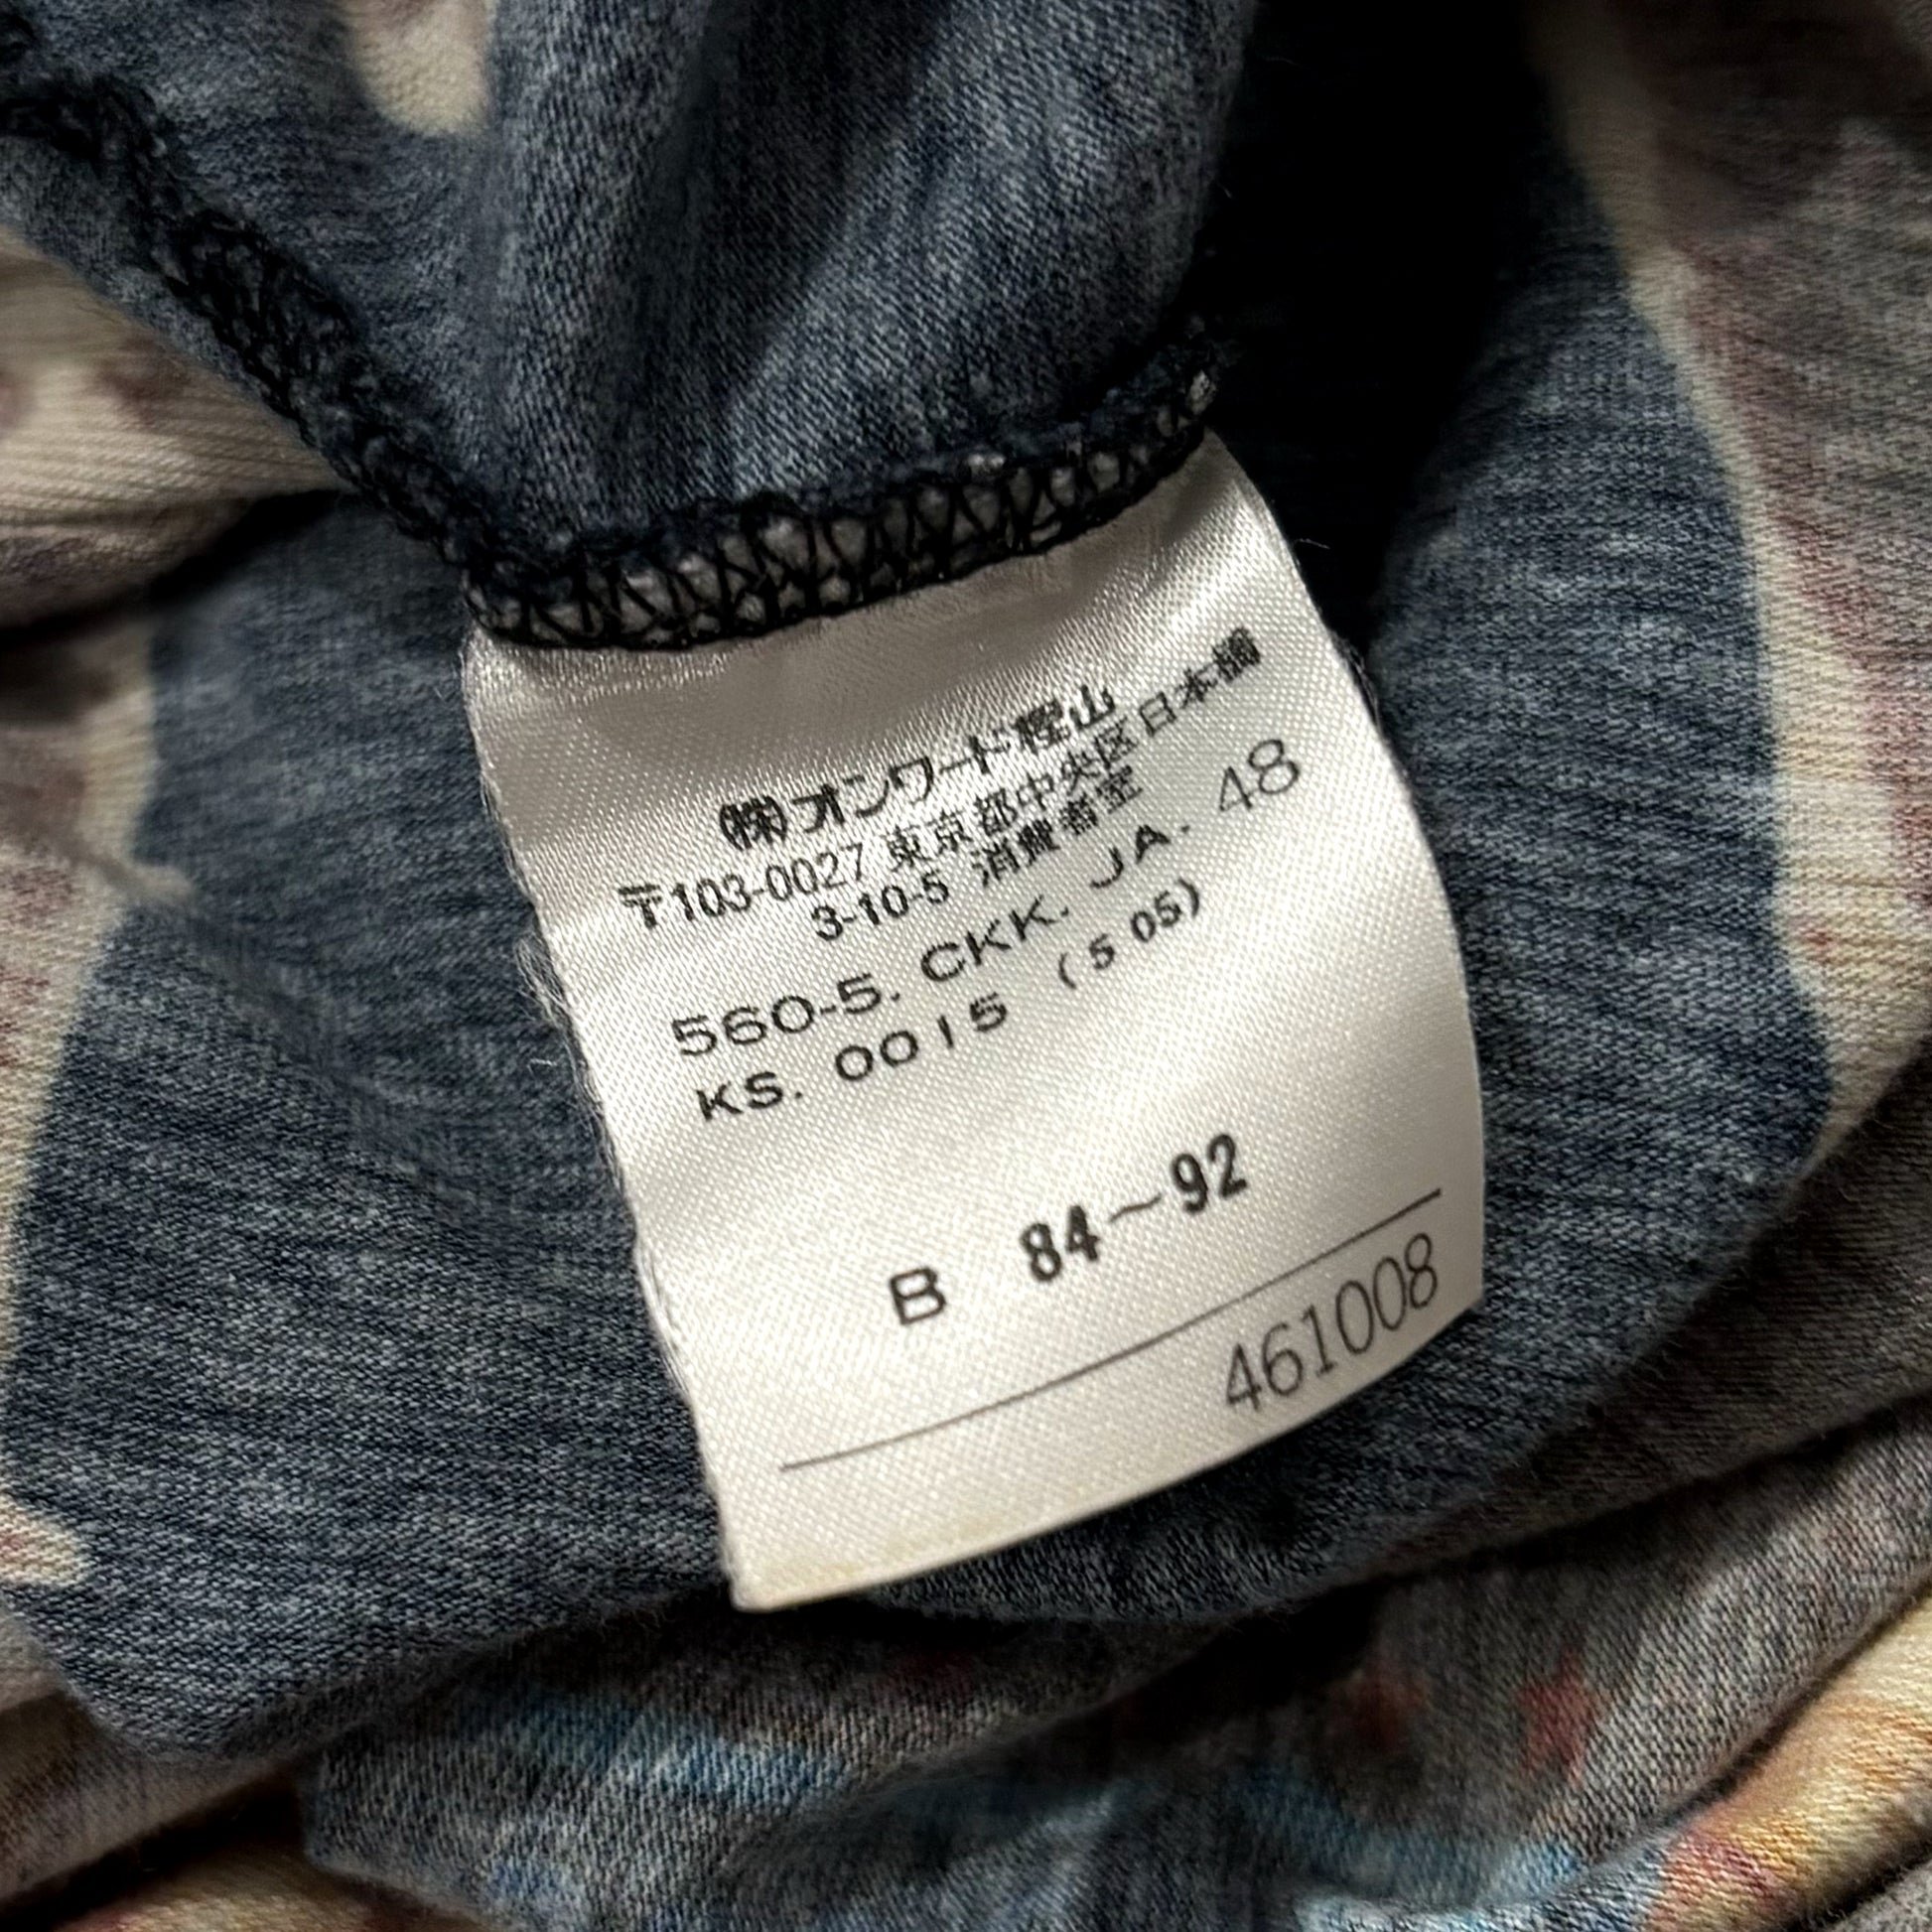 (株)オンワード樫山
〒103-0027 東京都中央区日本橋
3-10-5 消費者室
560-5. CKK. JA. 48
KS. 0015 (5 05)
B 84〜92
461008